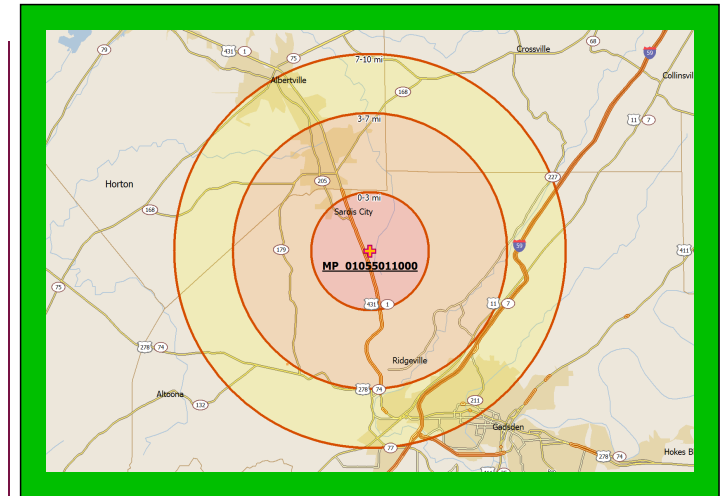 79
431 1
75
68
Crossville
59
7-10 mi
Albertville
Collinsvil
168
3-7 mi
11 7
205
227
Horton
0-3 mi
168
Sardis City
179
59
411
MP_01055011000
75
431 1
11 7
278 74
Ridgeville
278 74
Altoona
132
211
Gadsden
77
Hokes B
278 74